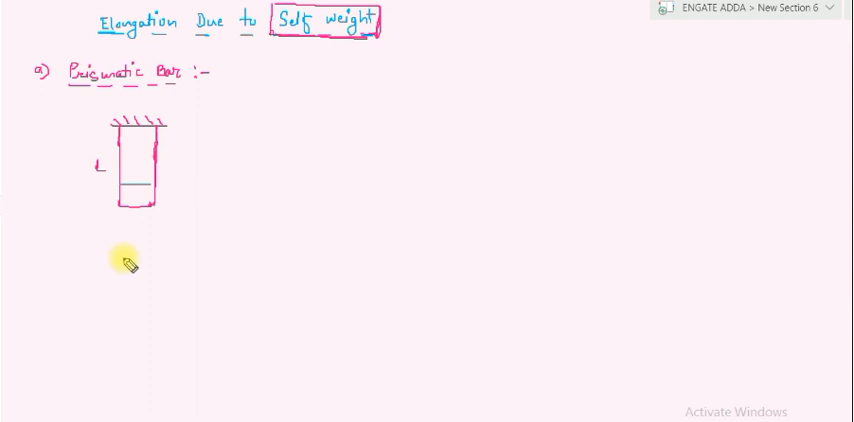 ENGATE ADDA > New Section 6
Elongation Due to Self weight
a) Prismatic Bar :-
L
Activate Windows